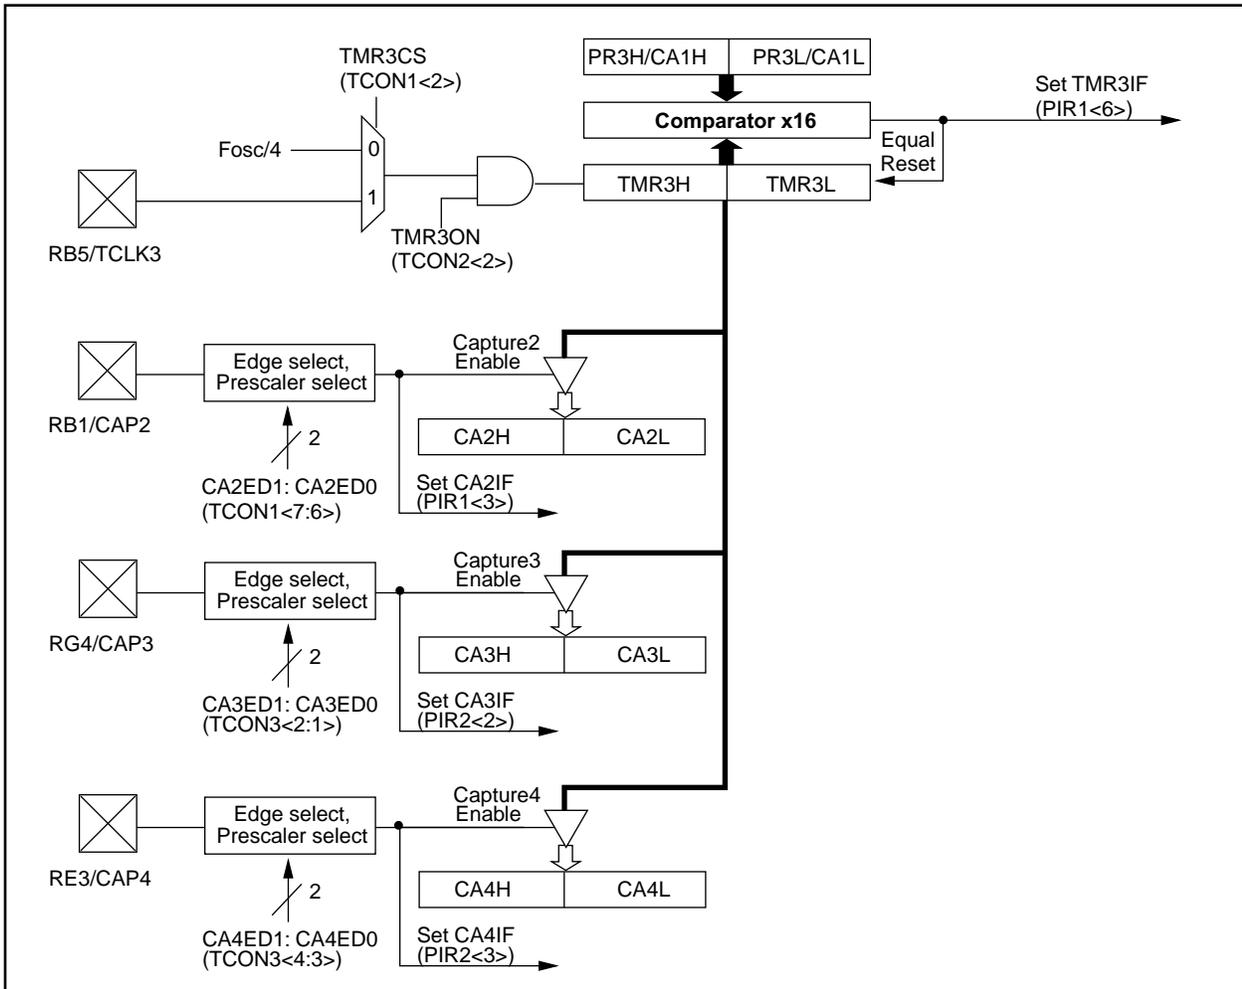 TMR3CS
(TCON1<2>)
PR3H/CA1H PR3L/CA1L
Set TMR3IF
(PIR1<6>)
Comparator x16
Fosc/4
0
Equal
Reset
TMR3H TMR3L
1
RB5/TCLK3
TMR3ON
(TCON2<2>)
Capture2
Enable
Edge select,
Prescaler select
RB1/CAP2
2
CA2H CA2L
CA2ED1: CA2ED0
(TCON1<7:6>)
Set CA2IF
(PIR1<3>)
Capture3
Enable
Edge select,
Prescaler select
RG4/CAP3
2
CA3H CA3L
CA3ED1: CA3ED0
(TCON3<2:1>)
Set CA3IF
(PIR2<2>)
Capture4
Enable
Edge select,
Prescaler select
RE3/CAP4
2
CA4H CA4L
CA4ED1: CA4ED0
(TCON3<4:3>)
Set CA4IF
(PIR2<3>)